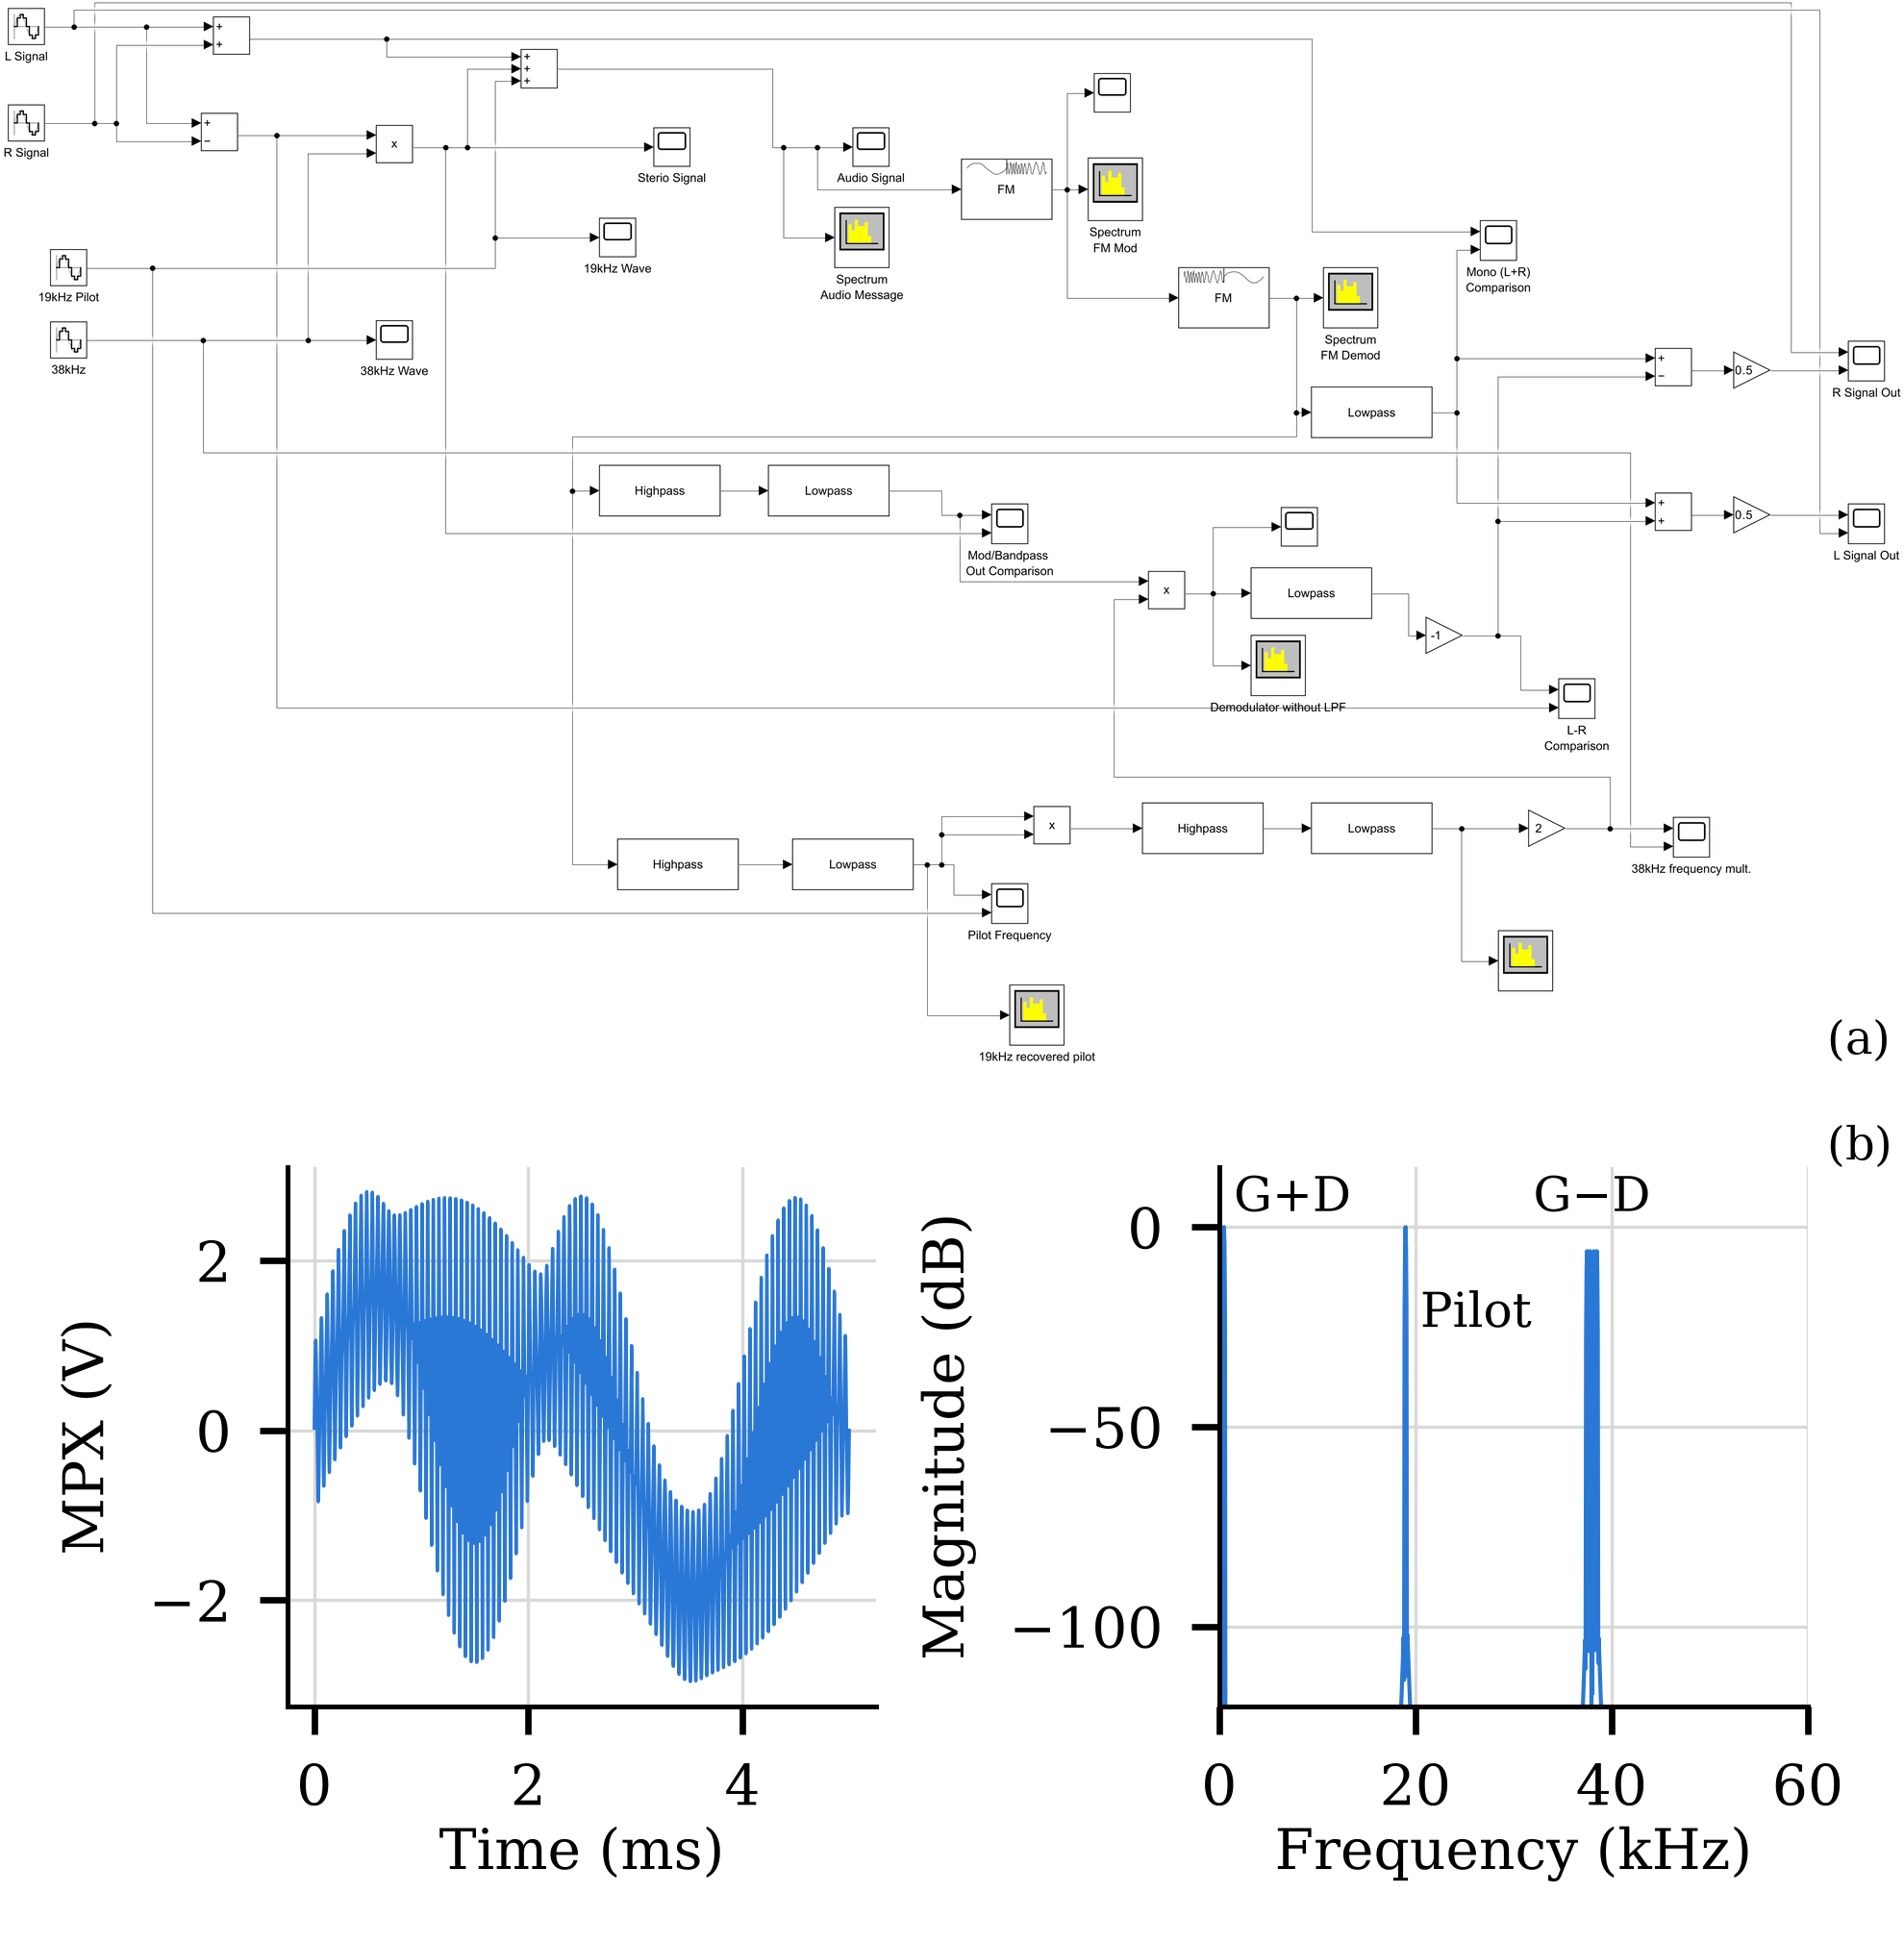 L Signal
+
+
+
+
+
R Signal
+
−
x
Sterio Signal
Audio Signal
FM
Spectrum
FM Mod
19kHz Wave
Spectrum
Audio Message
19kHz Pilot
FM
Mono (L+R)
Comparison
Spectrum
FM Demod
38kHz
38kHz Wave
+
−
0.5
R Signal Out
Lowpass
Highpass
Lowpass
Mod/Bandpass
Out Comparison
+
+
0.5
L Signal Out
x
Lowpass
-1
Demodulator without LPF
L-R
Comparison
x
Highpass
Lowpass
2
38kHz frequency mult.
Highpass
Lowpass
Pilot Frequency
19kHz recovered pilot
(a)
(b)
MPX (V)
2
0
−2
0
2
4
Time (ms)
Magnitude (dB)
0
−50
−100
G+D
Pilot
G−D
0
20
40
60
Frequency (kHz)